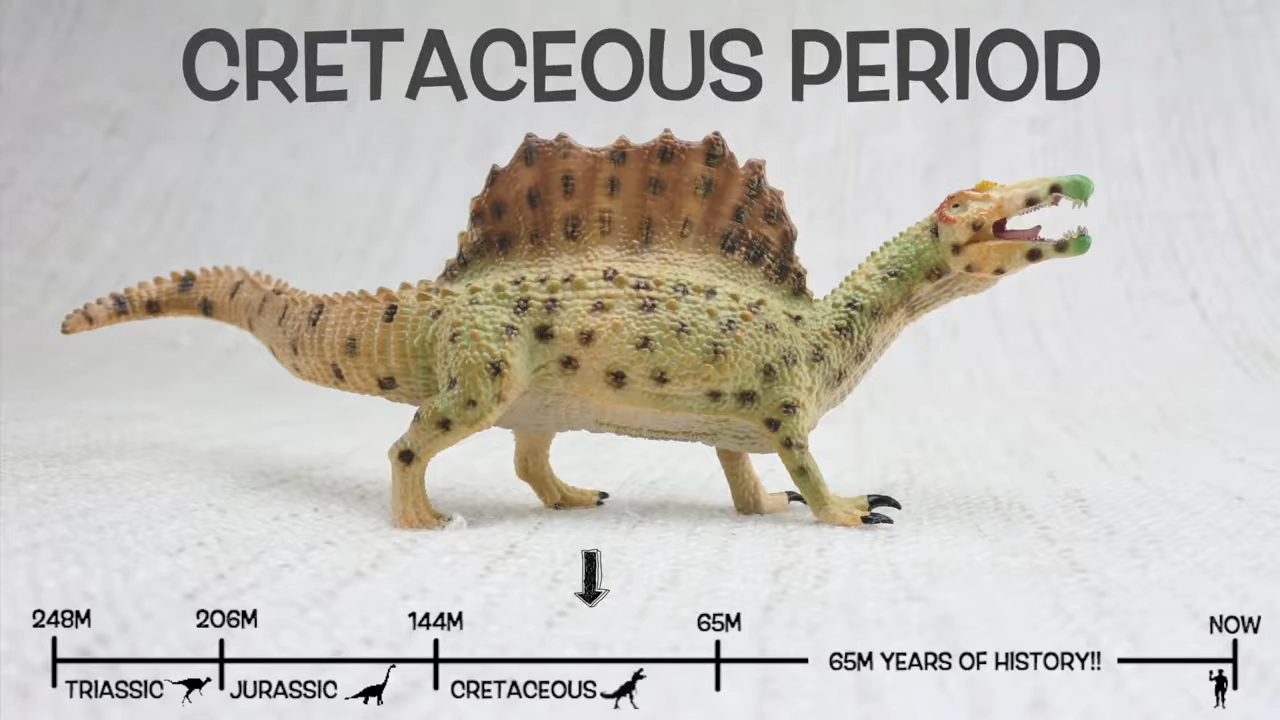 CRETACEOUS PERIOD
248M 206M 144M 65M NOW
65M YEARS OF HISTORY!!
TRIASSIC JURASSIC CRETACEOUS